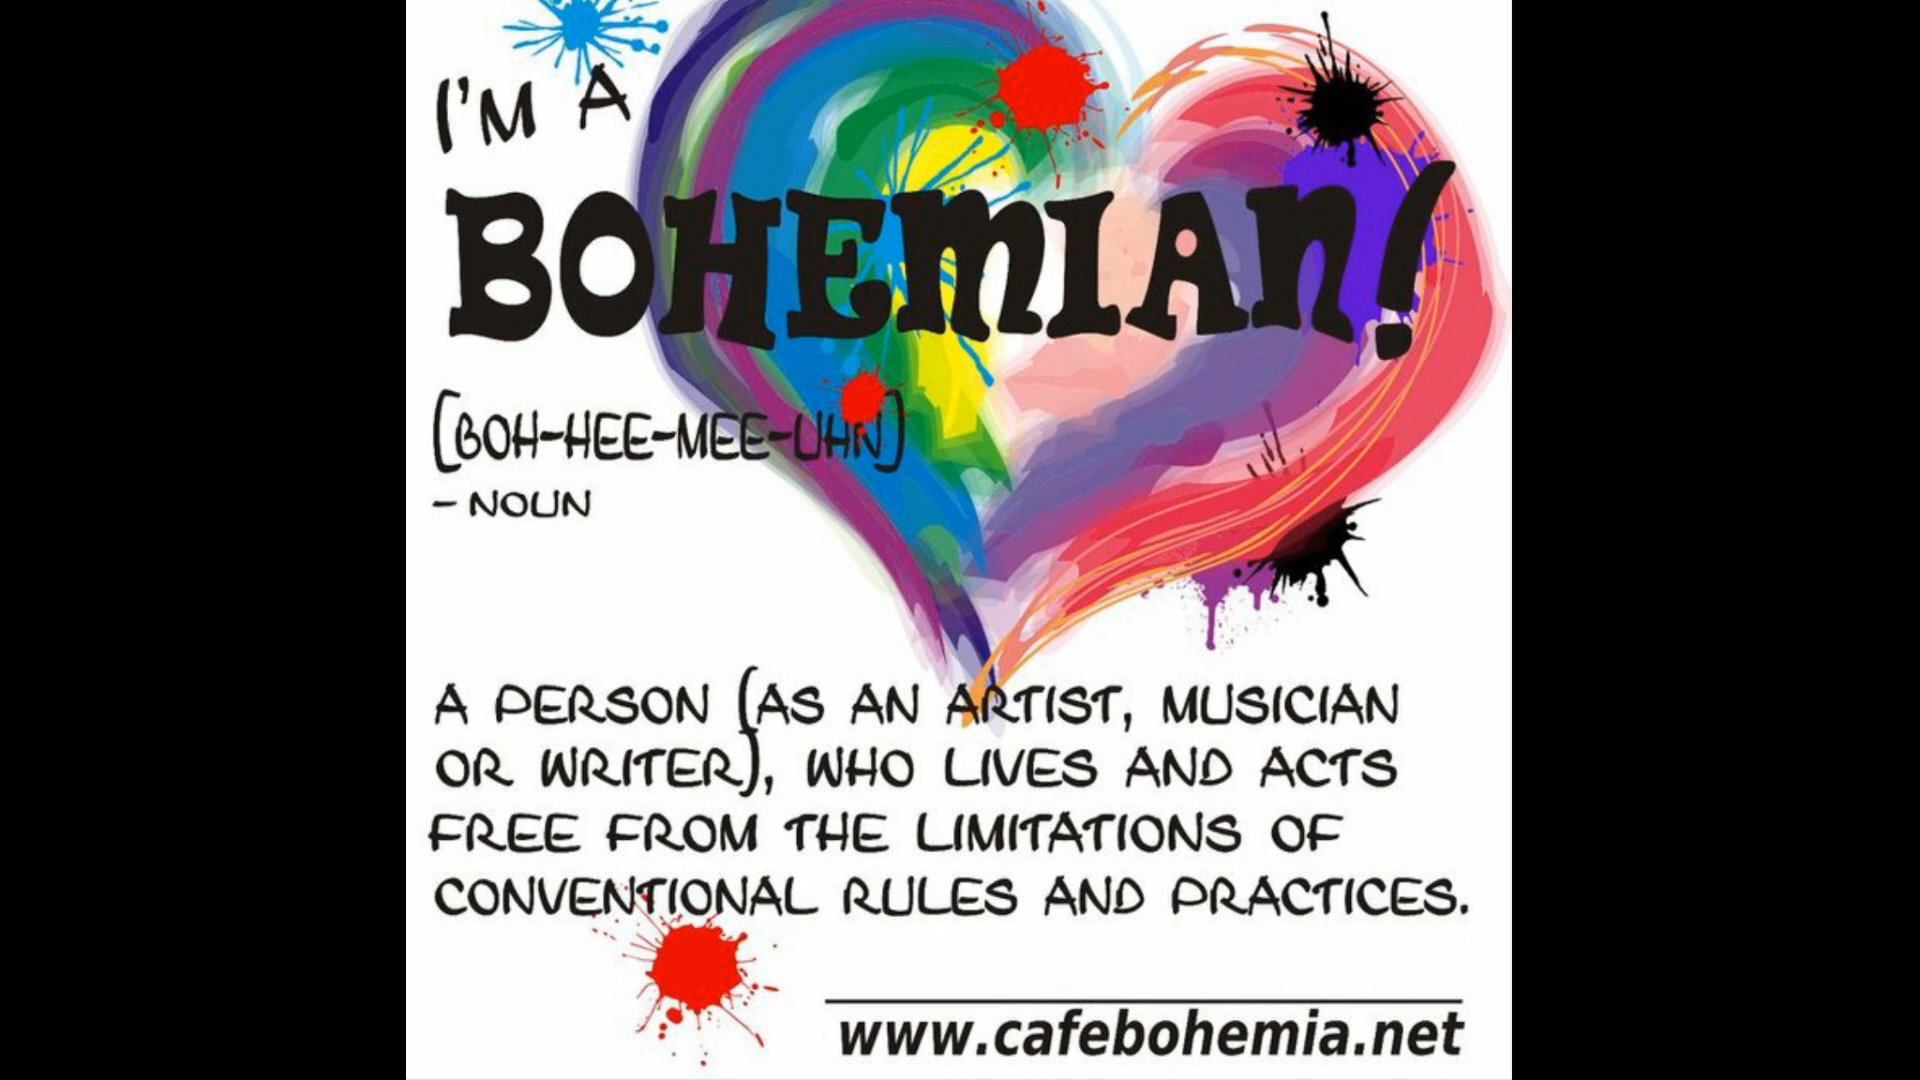 I'M A
BOHEMIAN!
(BOH-HEE-MEE-UHN)
- NOUN
A PERSON (AS AN ARTIST, MUSICIAN
OR WRITER), WHO LIVES AND ACTS
FREE FROM THE LIMITATIONS OF
CONVENTIONAL RULES AND PRACTICES.
www.cafebohemia.net